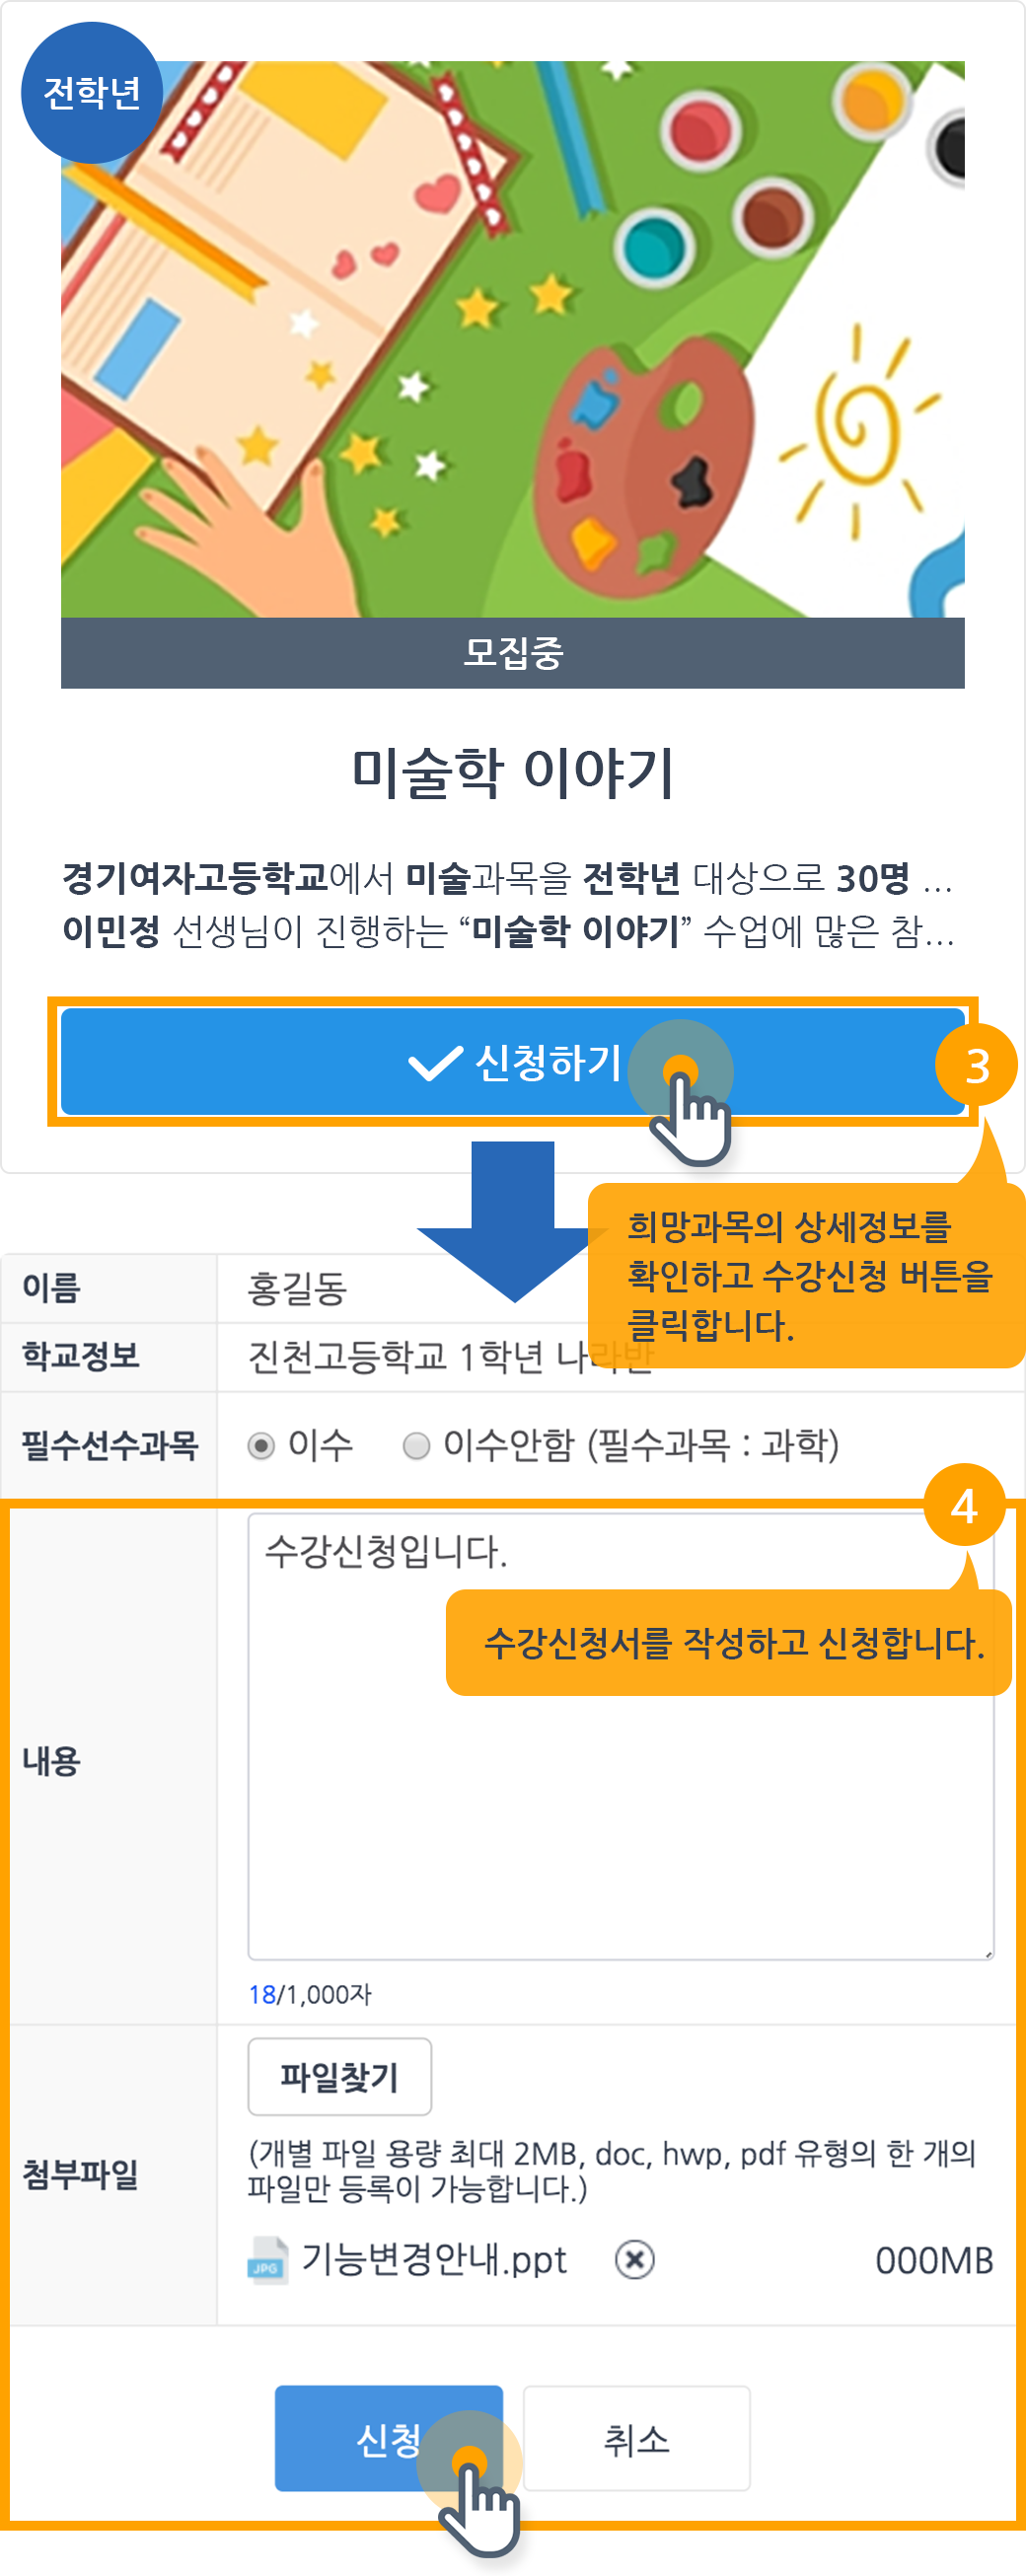 전학년
모집중
미술학 이야기
경기여자고등학교에서 미술과목을 전학년 대상으로 30명 ...
이민정 선생님이 진행하는 “미술학 이야기” 수업에 많은 참...
신청하기
3
희망과목의 상세정보를
확인하고 수강신청 버튼을
클릭합니다.
이름 홍길동
학교정보 진천고등학교 1학년 나라반
필수선수과목 이수 이수안함 (필수과목 : 과학)
4
수강신청입니다.
수강신청서를 작성하고 신청합니다.
내용
18/1,000자
파일찾기
첨부파일
(개별 파일 용량 최대 2MB, doc, hwp, pdf 유형의 한 개의
파일만 등록이 가능합니다.)
JPG 기능변경안내.ppt 000MB
신청 취소